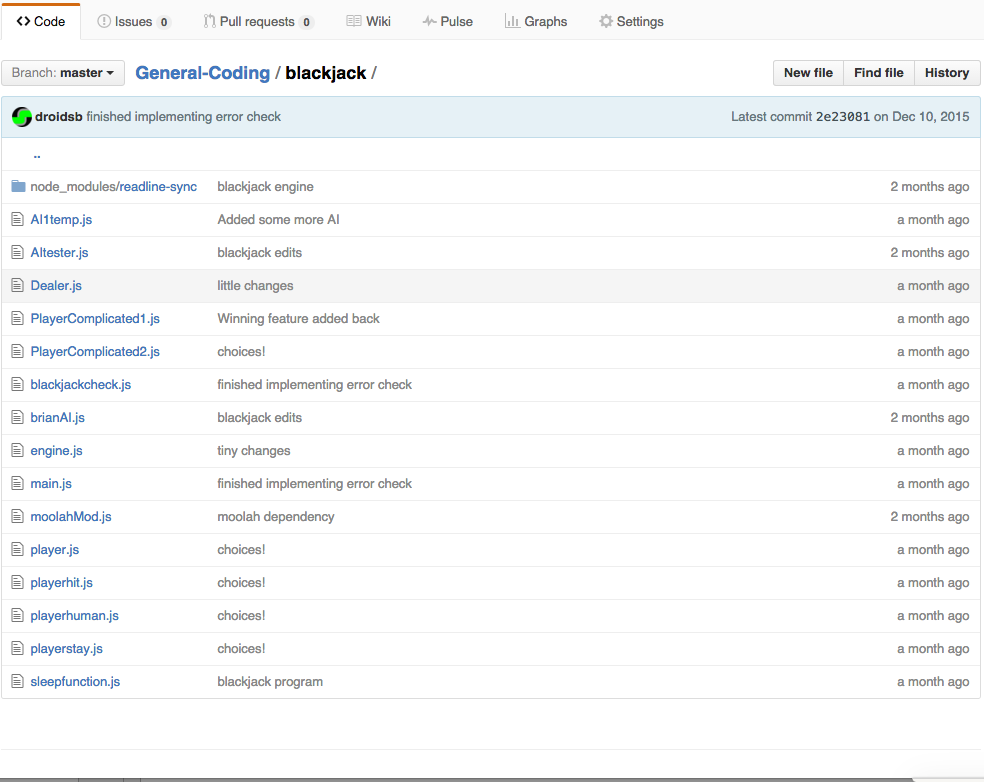 Code Issues 0 Pull requests 0 Wiki Pulse Graphs Settings
Branch: master General-Coding / blackjack / New file Find file History
droidsb finished implementing error check Latest commit 2e23081 on Dec 10, 2015
..
node_modules/readline-sync blackjack engine 2 months ago
AI1temp.js Added some more AI a month ago
AItester.js blackjack edits 2 months ago
Dealer.js little changes a month ago
PlayerComplicated1.js Winning feature added back a month ago
PlayerComplicated2.js choices! a month ago
blackjackcheck.js finished implementing error check a month ago
brianAI.js blackjack edits 2 months ago
engine.js tiny changes a month ago
main.js finished implementing error check a month ago
moolahMod.js moolah dependency 2 months ago
player.js choices! a month ago
playerhit.js choices! a month ago
playerhuman.js choices! a month ago
playerstay.js choices! a month ago
sleepfunction.js blackjack program a month ago